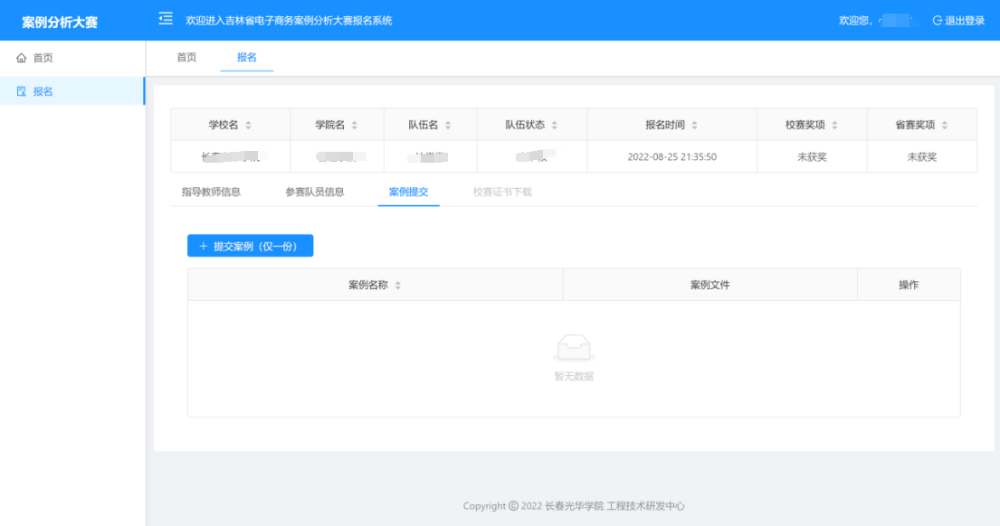 案例分析大赛
欢迎进入吉林省电子商务案例分析大赛报名系统
欢迎您,
退出登录
首页
报名
首页 报名
学校名 学院名 队伍名 队伍状态 报名时间 校赛奖项 省赛奖项
2022-08-25 21:35:50 未获奖 未获奖
指导教师信息 参赛队员信息 案例提交 校赛证书下载
+ 提交案例（仅一份）
案例名称 案例文件 操作
暂无数据
Copyright © 2022 长春光华学院 工程技术研发中心